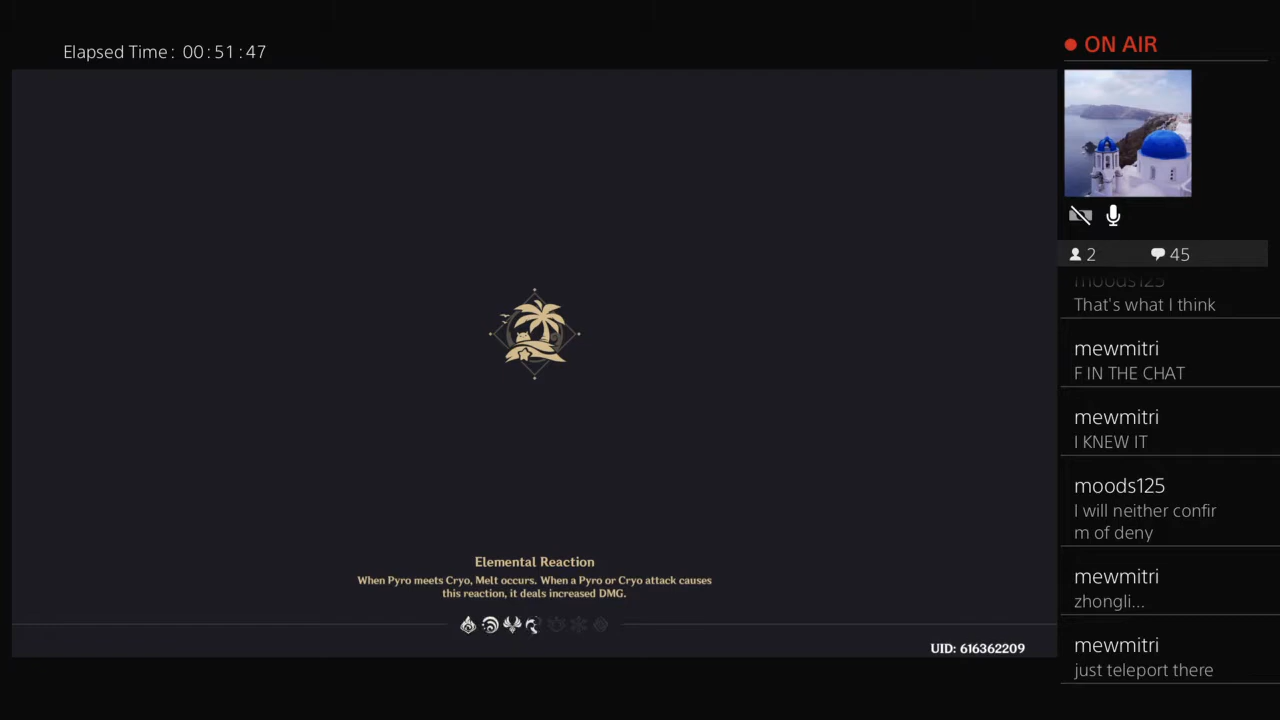 Elapsed Time: 00:51:47
ON AIR
2
45
moods125
That's what I think
mewmitri
F IN THE CHAT
mewmitri
I KNEW IT
moods125
I will neither confir
m of deny
mewmitri
zhongli...
mewmitri
just teleport there
Elemental Reaction
When Pyro meets Cryo, Melt occurs. When a Pyro or Cryo attack causes
this reaction, it deals increased DMG.
UID: 616362209